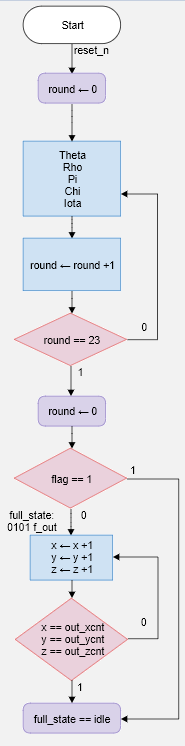 Start
reset_n
round ← 0
Theta
Rho
Pi
Chi
Iota
round ← round +1
round == 23
0
1
round ← 0
flag == 1
1
full_state:
0101 f_out
0
x ← x +1
y ← y +1
z ← z +1
x == out_xcnt
y == out_ycnt
z == out_zcnt
0
1
full_state == idle